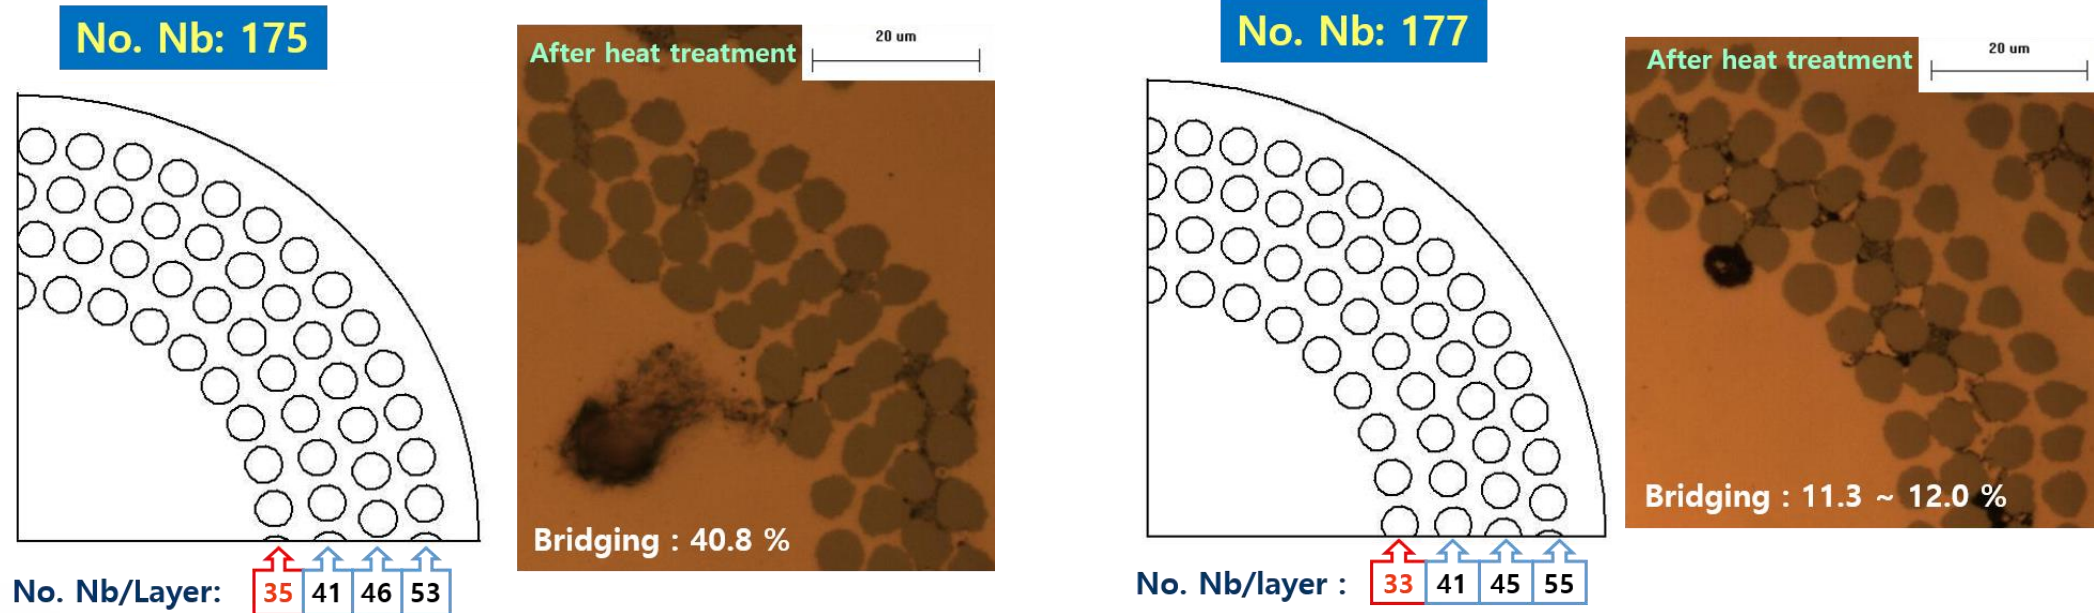 No. Nb: 175
After heat treatment
20 um
Bridging : 40.8 %
No. Nb/Layer: 35 41 46 53
No. Nb: 177
After heat treatment
20 um
Bridging : 11.3 ~ 12.0 %
No. Nb/layer : 33 41 45 55